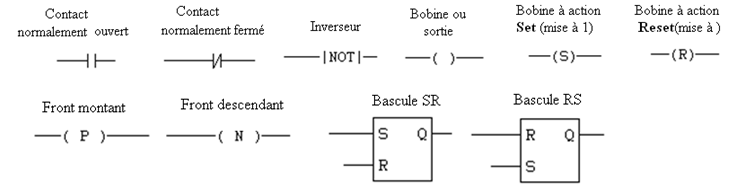 Contact
normalement ouvert
Contact
normalement fermé
Inverseur
Bobine ou
sortie
Bobine à action
Set (mise à 1)
Bobine à action
Reset(mise à )
|NOT|
( )
(S)
(R)
Front montant
Front descendant
Bascule SR
Bascule RS
( P )
( N )
S Q
R
R Q
S